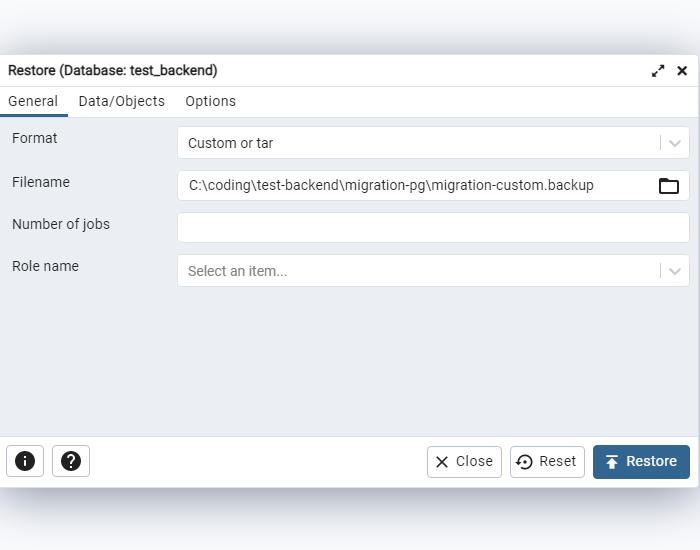 Restore (Database: test_backend)
General Data/Objects Options
Format Custom or tar
Filename C:\coding\test-backend\migration-pg\migration-custom.backup
Number of jobs
Role name Select an item...
Close Reset Restore